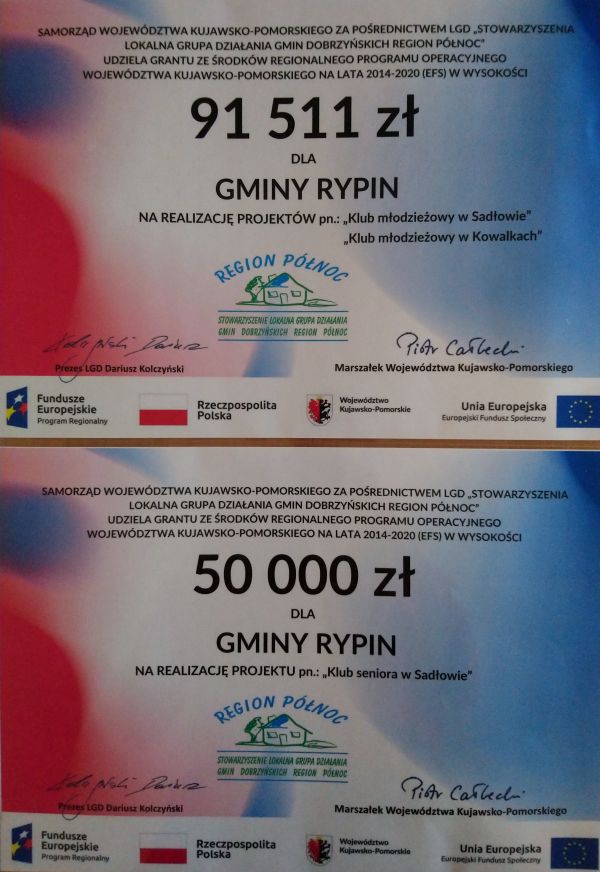 SAMORZĄD WOJEWÓDZTWA KUJAWSKO-POMORSKIEGO ZA POŚREDNICTWEM LGD „STOWARZYSZENIA
LOKALNA GRUPA DZIAŁANIA GMIN DOBRZYŃSKICH REGION PÓŁNOC”
UDZIELA GRANTU ZE ŚRODKÓW REGIONALNEGO PROGRAMU OPERACYJNEGO
WOJEWÓDZTWA KUJAWSKO-POMORSKIEGO NA LATA 2014-2020 (EFS) W WYSOKOŚCI
91 511 zł
DLA
GMINY RYPIN
NA REALIZACJĘ PROJEKTÓW pn.: „Klub młodzieżowy w Sadłowie”
„Klub młodzieżowy w Kowalkach”
REGION PÓŁNOC
STOWARZYSZENIE LOKALNA GRUPA DZIAŁANIA
GMIN DOBRZYŃSKICH REGION PÓŁNOC
Piotr Całbecki
Prezes LGD Dariusz Kolczyński
Marszałek Województwa Kujawsko-Pomorskiego
Fundusze
Europejskie
Program Regionalny
Rzeczpospolita
Polska
Województwo
Kujawsko-Pomorskie
Unia Europejska
Europejski Fundusz Społeczny
SAMORZĄD WOJEWÓDZTWA KUJAWSKO-POMORSKIEGO ZA POŚREDNICTWEM LGD „STOWARZYSZENIA
LOKALNA GRUPA DZIAŁANIA GMIN DOBRZYŃSKICH REGION PÓŁNOC”
UDZIELA GRANTU ZE ŚRODKÓW REGIONALNEGO PROGRAMU OPERACYJNEGO
WOJEWÓDZTWA KUJAWSKO-POMORSKIEGO NA LATA 2014-2020 (EFS) W WYSOKOŚCI
50 000 zł
DLA
GMINY RYPIN
NA REALIZACJĘ PROJEKTU pn.: „Klub seniora w Sadłowie”
REGION PÓŁNOC
STOWARZYSZENIE LOKALNA GRUPA DZIAŁANIA
GMIN DOBRZYŃSKICH REGION PÓŁNOC
Piotr Całbecki
Prezes LGD Dariusz Kolczyński
Marszałek Województwa Kujawsko-Pomorskiego
Fundusze
Europejskie
Program Regionalny
Rzeczpospolita
Polska
Województwo
Kujawsko-Pomorskie
Unia Europejska
Europejski Fundusz Społeczny